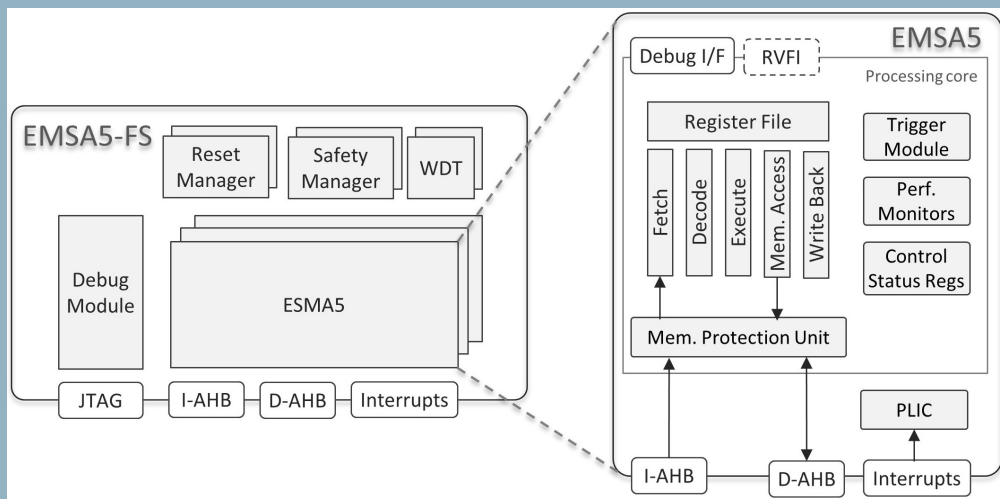 EMSA5-FS
Reset
Manager
Safety
Manager
WDT
Debug
Module
ESMA5
JTAG
I-AHB
D-AHB
Interrupts
EMSA5
Debug I/F
RVFI
Processing core
Register File
Fetch
Decode
Execute
Mem. Access
Write Back
Trigger
Module
Perf.
Monitors
Control
Status Regs
Mem. Protection Unit
PLIC
I-AHB
D-AHB
Interrupts